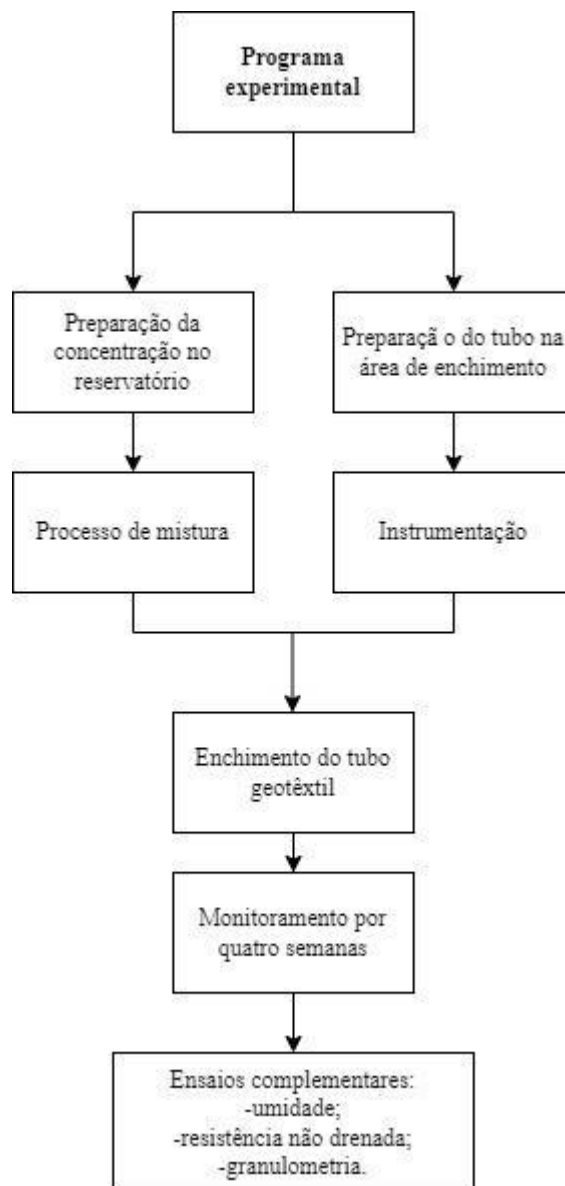 Programa
experimental
Preparação da
concentração no
reservatório
Preparaçã o do tubo na
área de enchimento
Processo de mistura
Instrumentação
Enchimento do tubo
geotêxtil
Monitoramento por
quatro semanas
Ensaios complementares:
-umidade;
-resistência não drenada;
-granulometria.